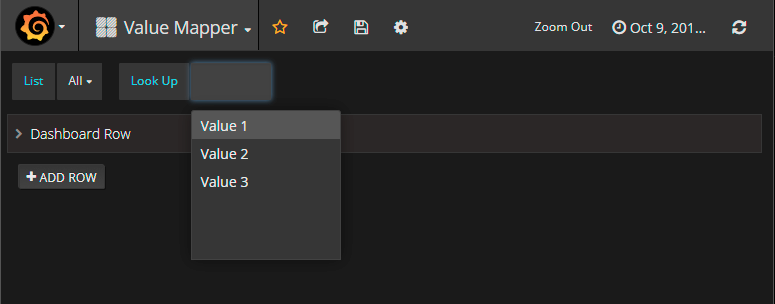 Value Mapper
Zoom Out
Oct 9, 201...
List
All
Look Up
Value 1
Dashboard Row
Value 2
Value 3
ADD ROW